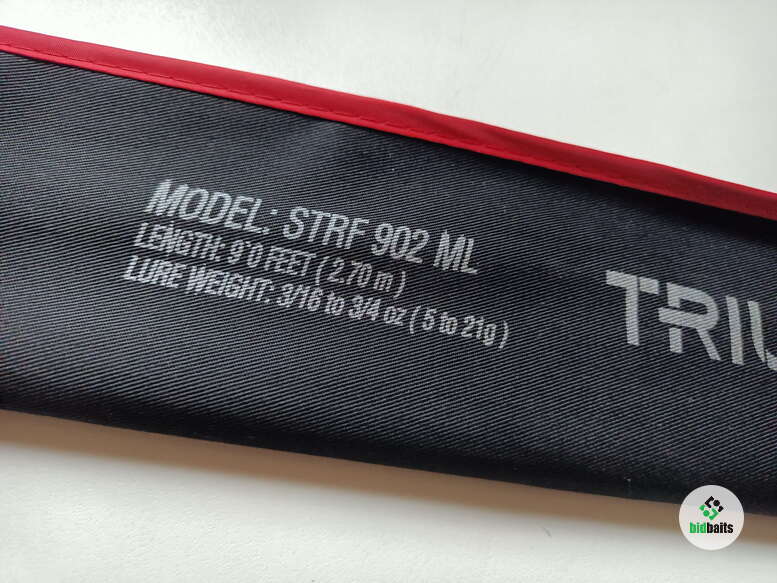 MODEL: STRF 902 ML
LENGTH: 9'0 FEET ( 2.70 m )
LURE WEIGHT: 3/16 to 3/4 oz ( 5 to 21g )
TRIU
bidbaits